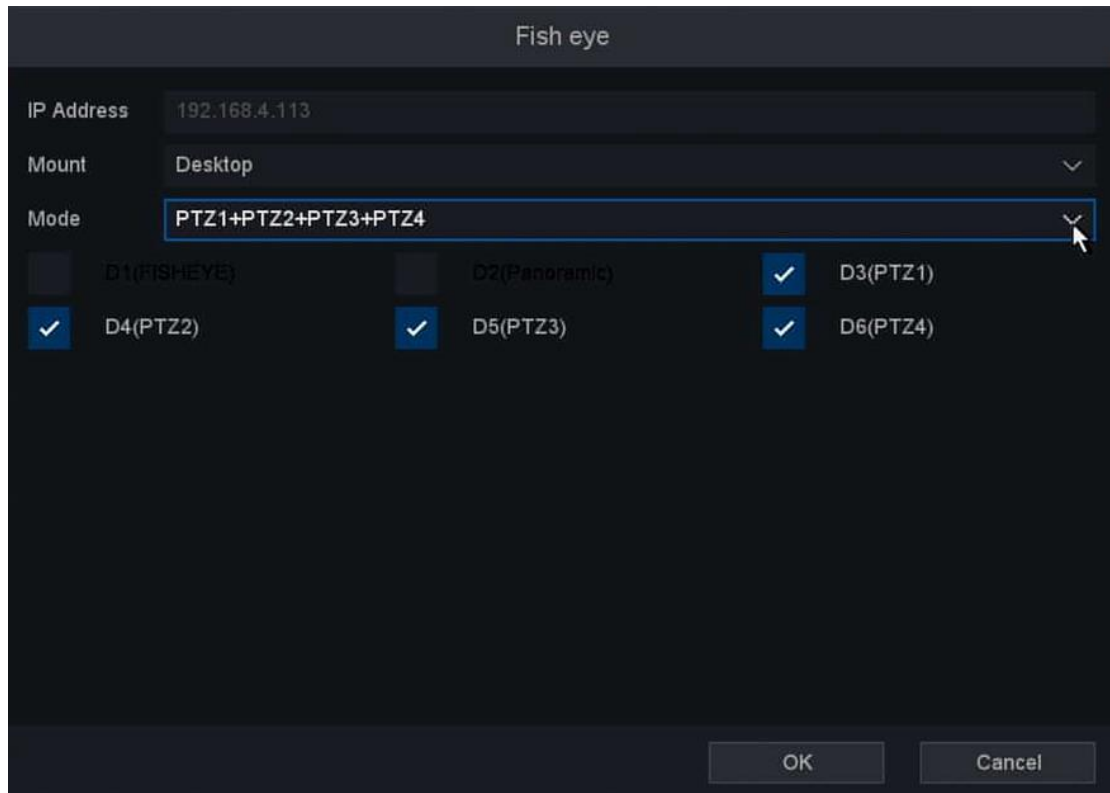 Fish eye
IP Address 192.168.4.113
Mount Desktop
Mode PTZ1+PTZ2+PTZ3+PTZ4
D1(FISHEYE) D2(Panoramic) D3(PTZ1)
D4(PTZ2) D5(PTZ3) D6(PTZ4)
OK Cancel